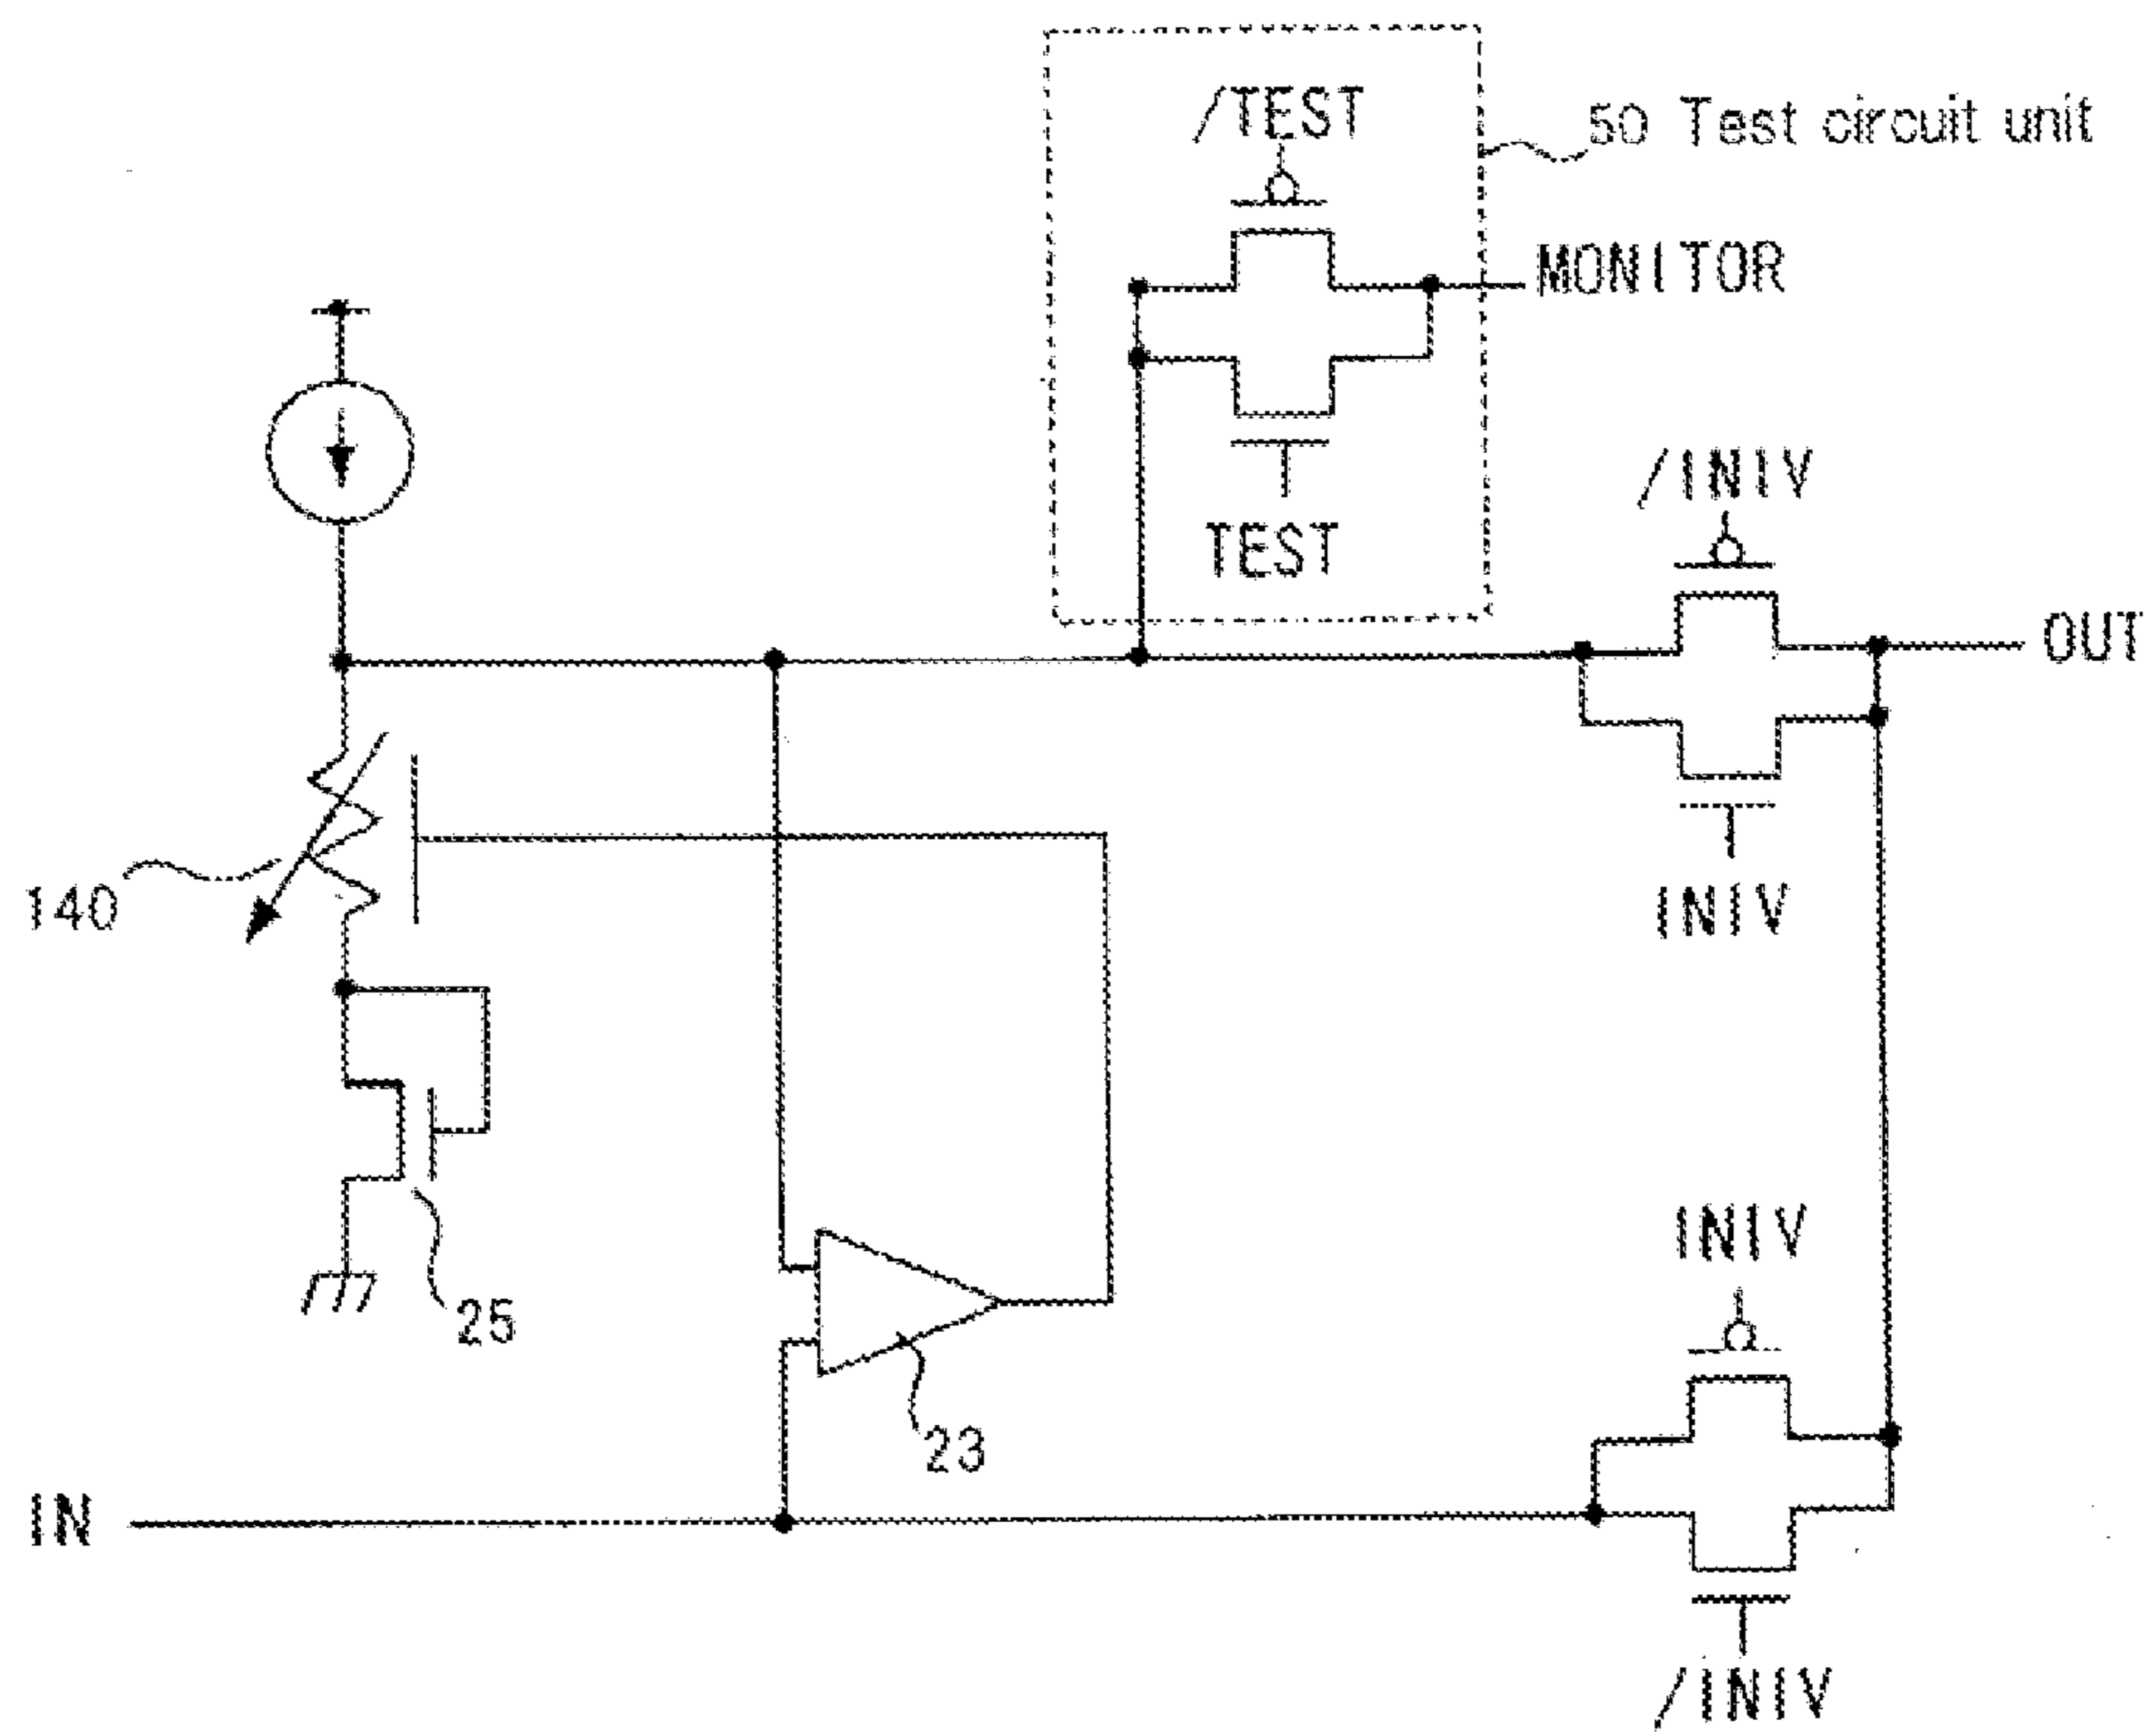 /TEST
50 Test circuit unit
MONITOR
TEST
/INIV
OUT
INIV
140
25
23
INIV
IN
/INIV